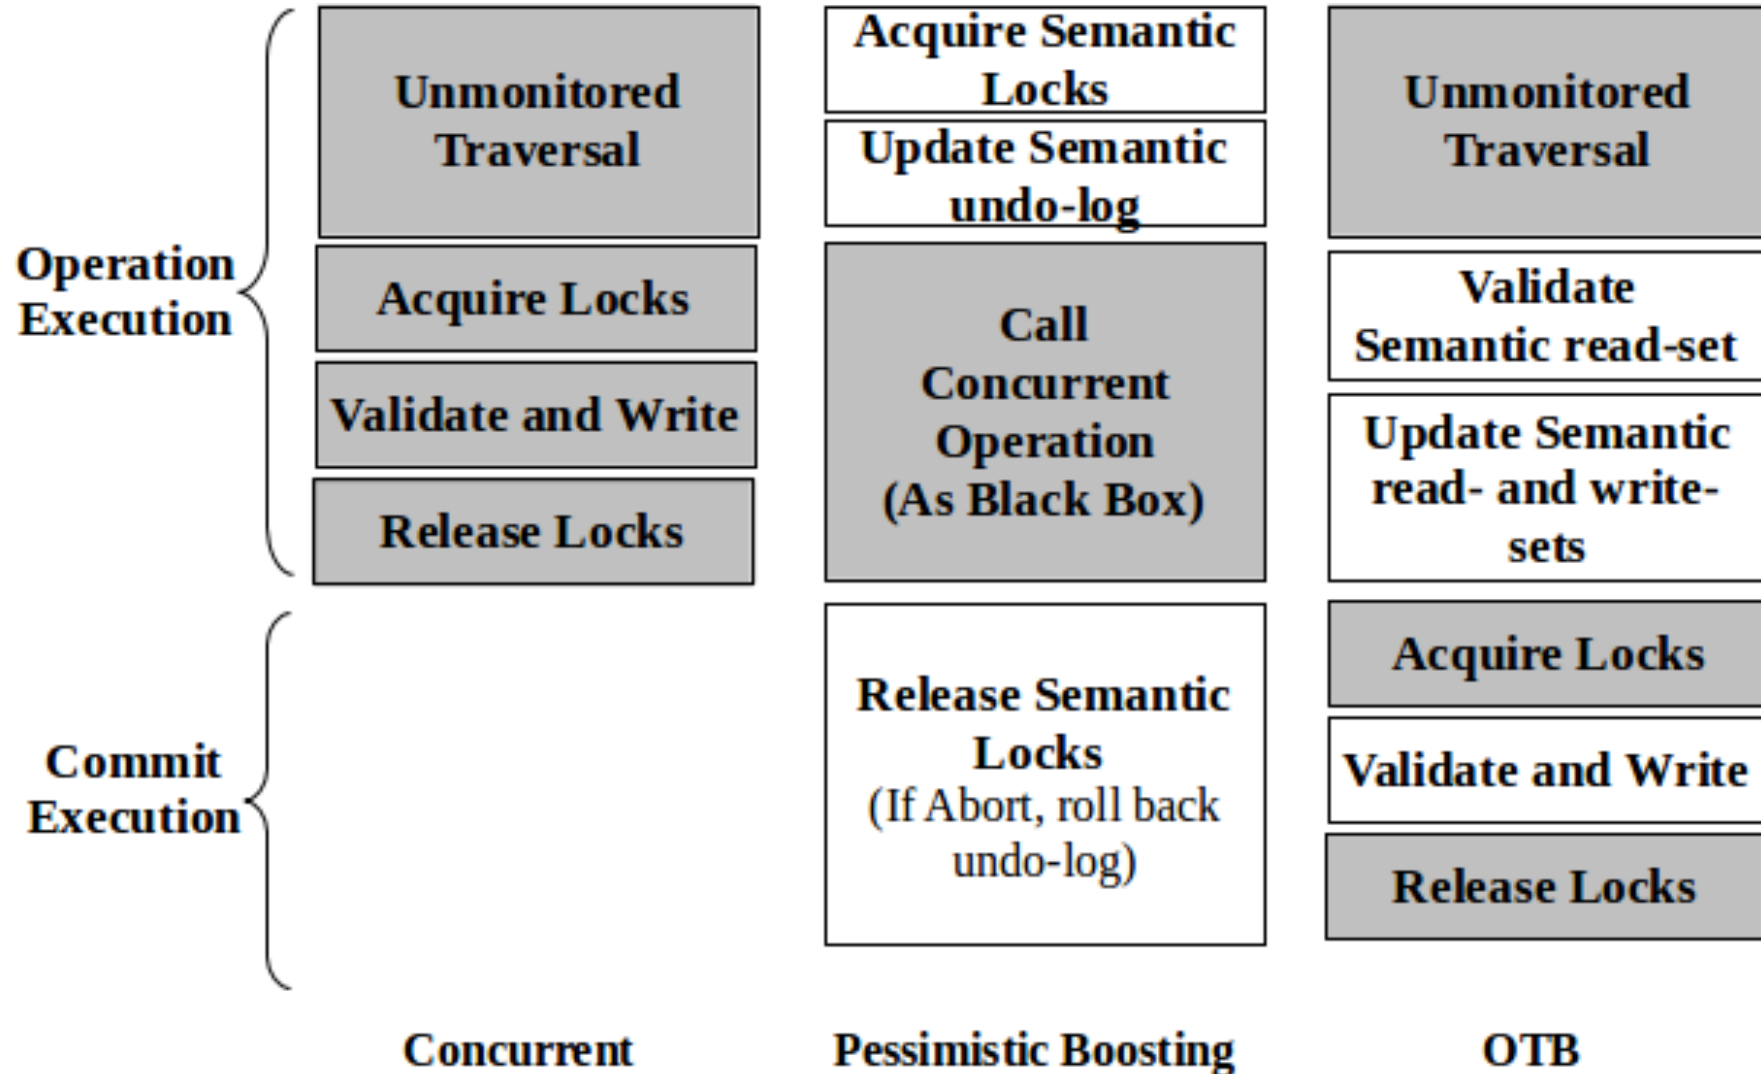 Operation
Execution
Unmonitored
Traversal
Acquire Locks
Validate and Write
Release Locks
Acquire Semantic
Locks
Update Semantic
undo-log
Call
Concurrent
Operation
(As Black Box)
Unmonitored
Traversal
Validate
Semantic read-set
Update Semantic
read- and write-
sets
Commit
Execution
Release Semantic
Locks
(If Abort, roll back
undo-log)
Acquire Locks
Validate and Write
Release Locks
Concurrent
Pessimistic Boosting
OTB